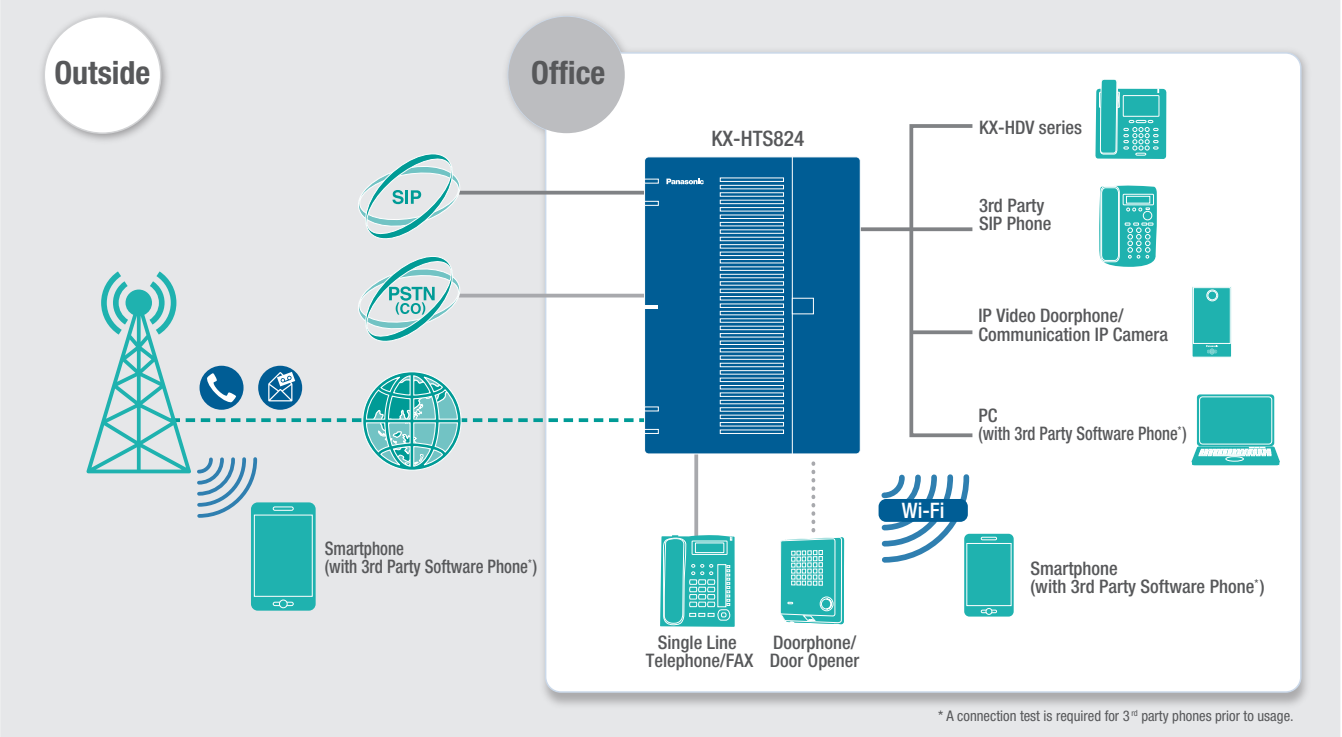 Outside
Office
KX-HTS824
Panasonic
SIP
PSTN
(CO)
KX-HDV series
3rd Party
SIP Phone
IP Video Doorphone/
Communication IP Camera
PC
(with 3rd Party Software Phone*)
Wi-Fi
Smartphone
(with 3rd Party Software Phone*)
Smartphone
(with 3rd Party Software Phone*)
Single Line
Telephone/FAX
Doorphone/
Door Opener
* A connection test is required for 3rd party phones prior to usage.